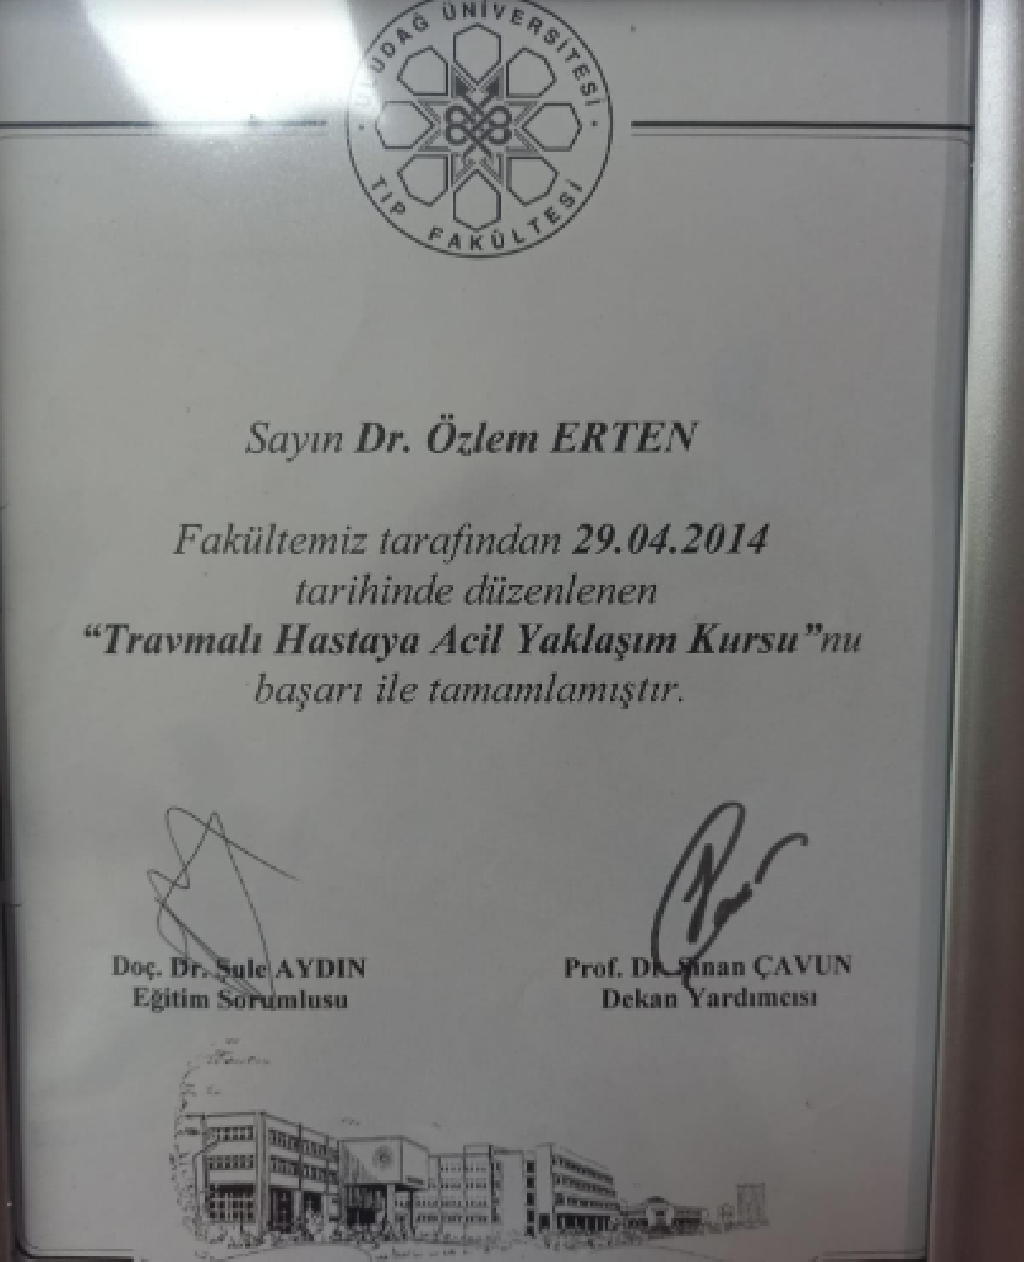 ULUDAĞ ÜNİVERSİTESİ
TIP FAKÜLTESİ
Sayın Dr. Özlem ERTEN
Fakültemiz tarafından 29.04.2014
tarihinde düzenlenen
“Travmalı Hastaya Acil Yaklaşım Kursu”nu
başarı ile tamamlamıştır.
Doç. Dr. Şule AYDIN
Prof. Dr. Sinan ÇAVUN
Eğitim Sorumlusu
Dekan Yardımcısı